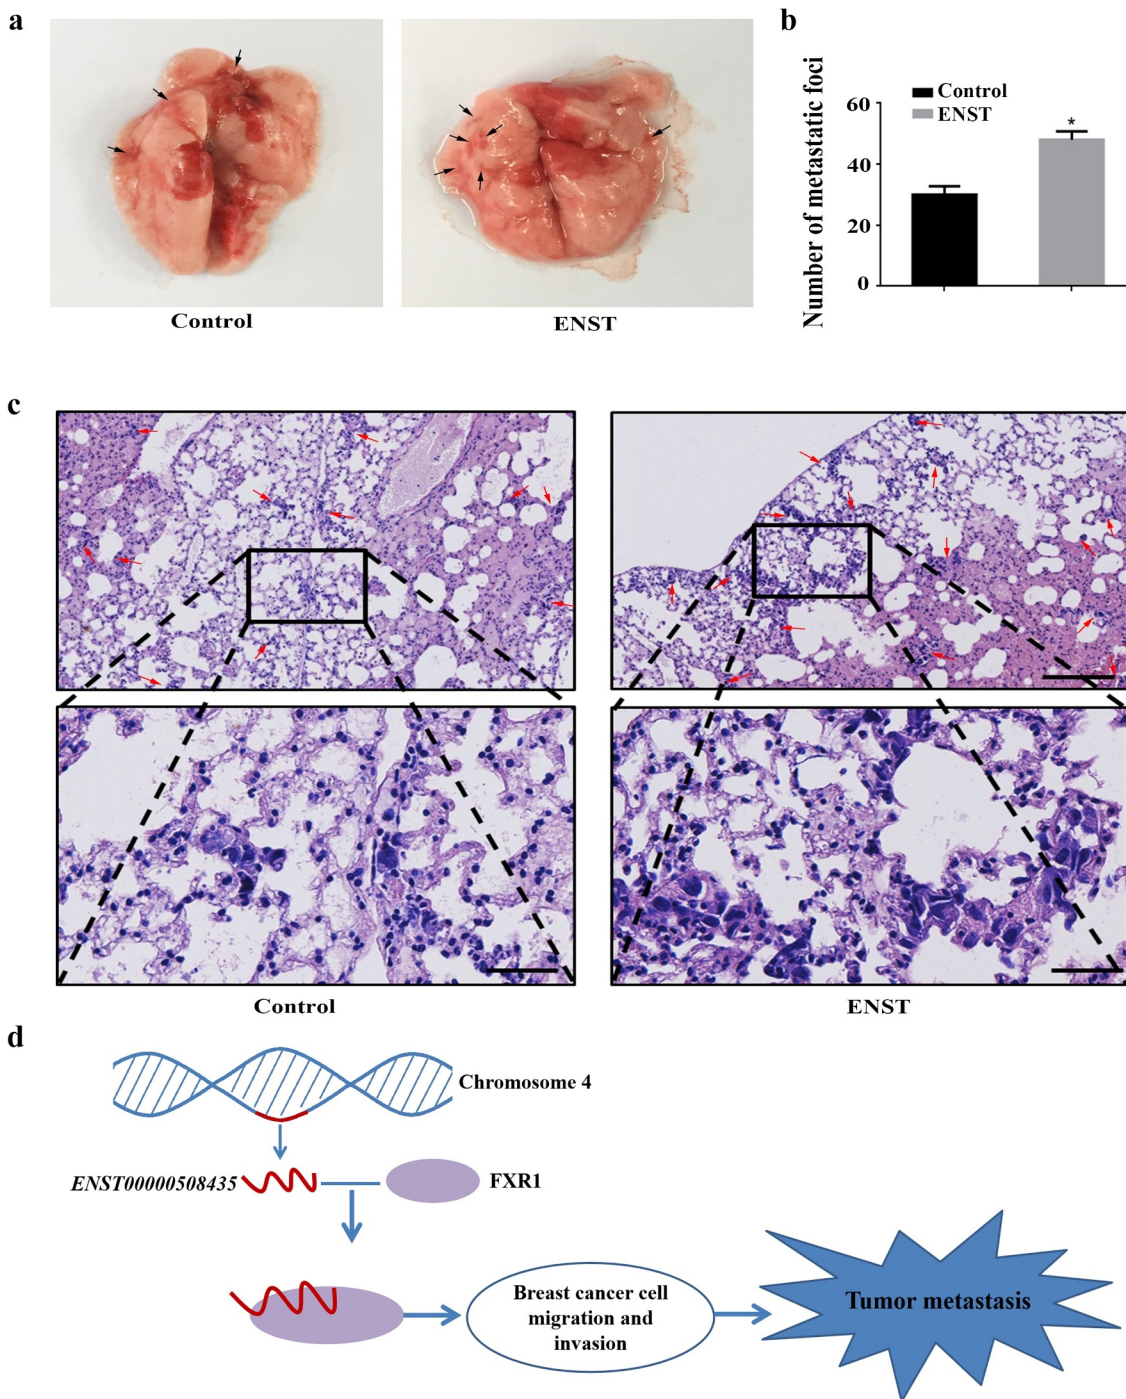 a
Control
ENST
b
Control
ENST
Number of metastatic foci
60
40
20
0
*
c
Control
ENST
d
Chromosome 4
ENST00000508435
FXR1
Breast cancer cell
migration and
invasion
Tumor metastasis